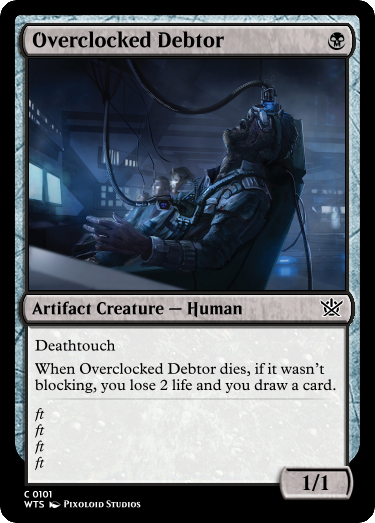 Overclocked Debtor
Artifact Creature — Human
Deathtouch
When Overclocked Debtor dies, if it wasn't
blocking, you lose 2 life and you draw a card.
ft
ft
ft
ft
1/1
C 0101
WTS Pixoloid Studios